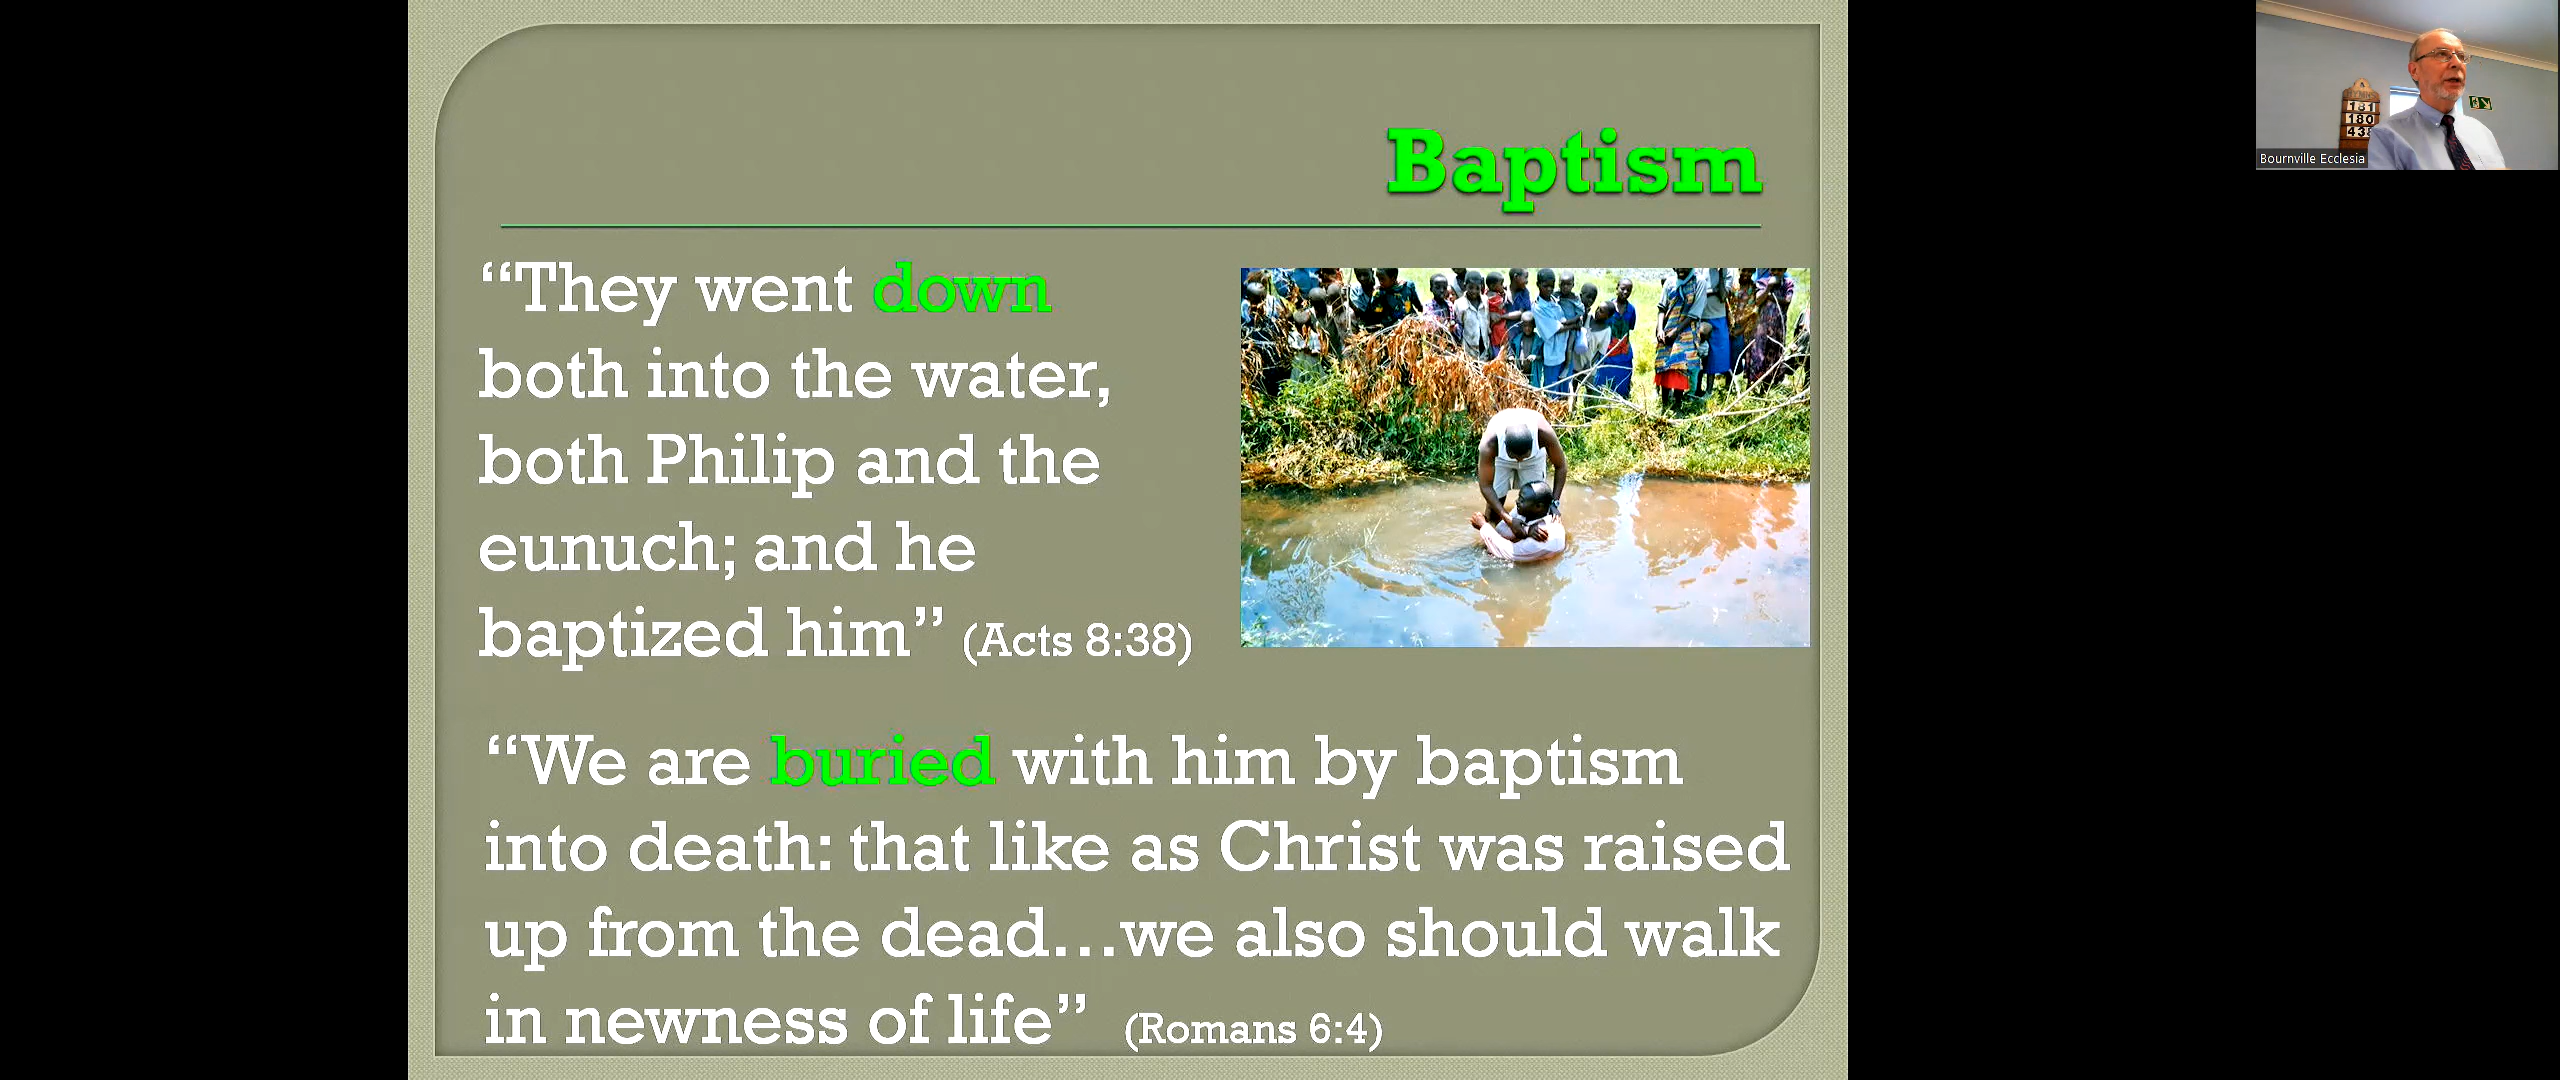 Baptism
“They went down
both into the water,
both Philip and the
eunuch; and he
baptized him” (Acts 8:38)
“We are buried with him by baptism
into death: that like as Christ was raised
up from the dead…we also should walk
in newness of life” (Romans 6:4)
181
180
Bournville Ecclesia